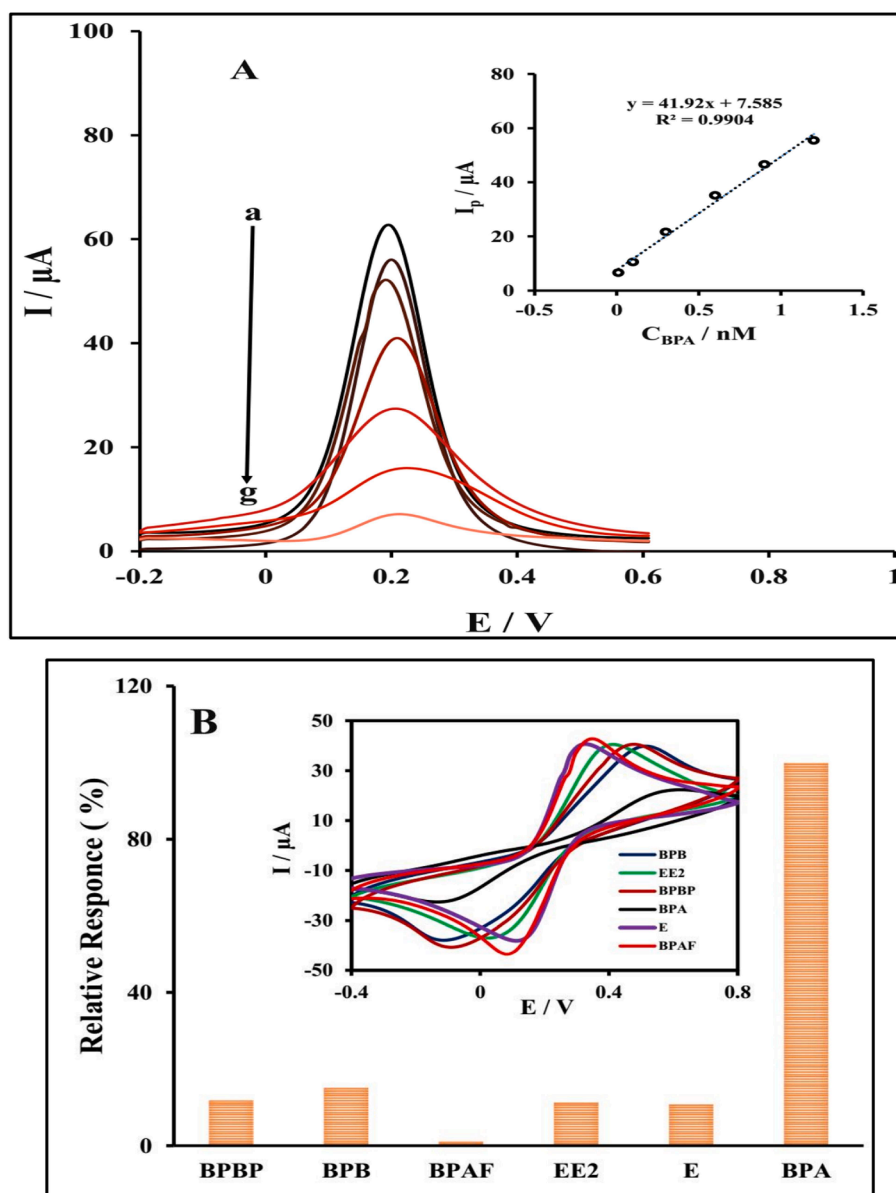 A
100
80
60
40
20
0
I / µA
a
g
-0.2
0
0.2
0.4
0.6
0.8
1
E / V
y = 41.92x + 7.585
R² = 0.9904
80
60
40
20
0
Iₚ / µA
-0.5
0
0.5
1
1.5
C_BPA / nM
B
120
80
40
0
Relative Responce ( %)
50
30
10
-10
-30
-50
I / µA
BPB
EE2
BPBP
BPA
E
BPAF
-0.4
0
0.4
0.8
E / V
BPBP
BPB
BPAF
EE2
E
BPA